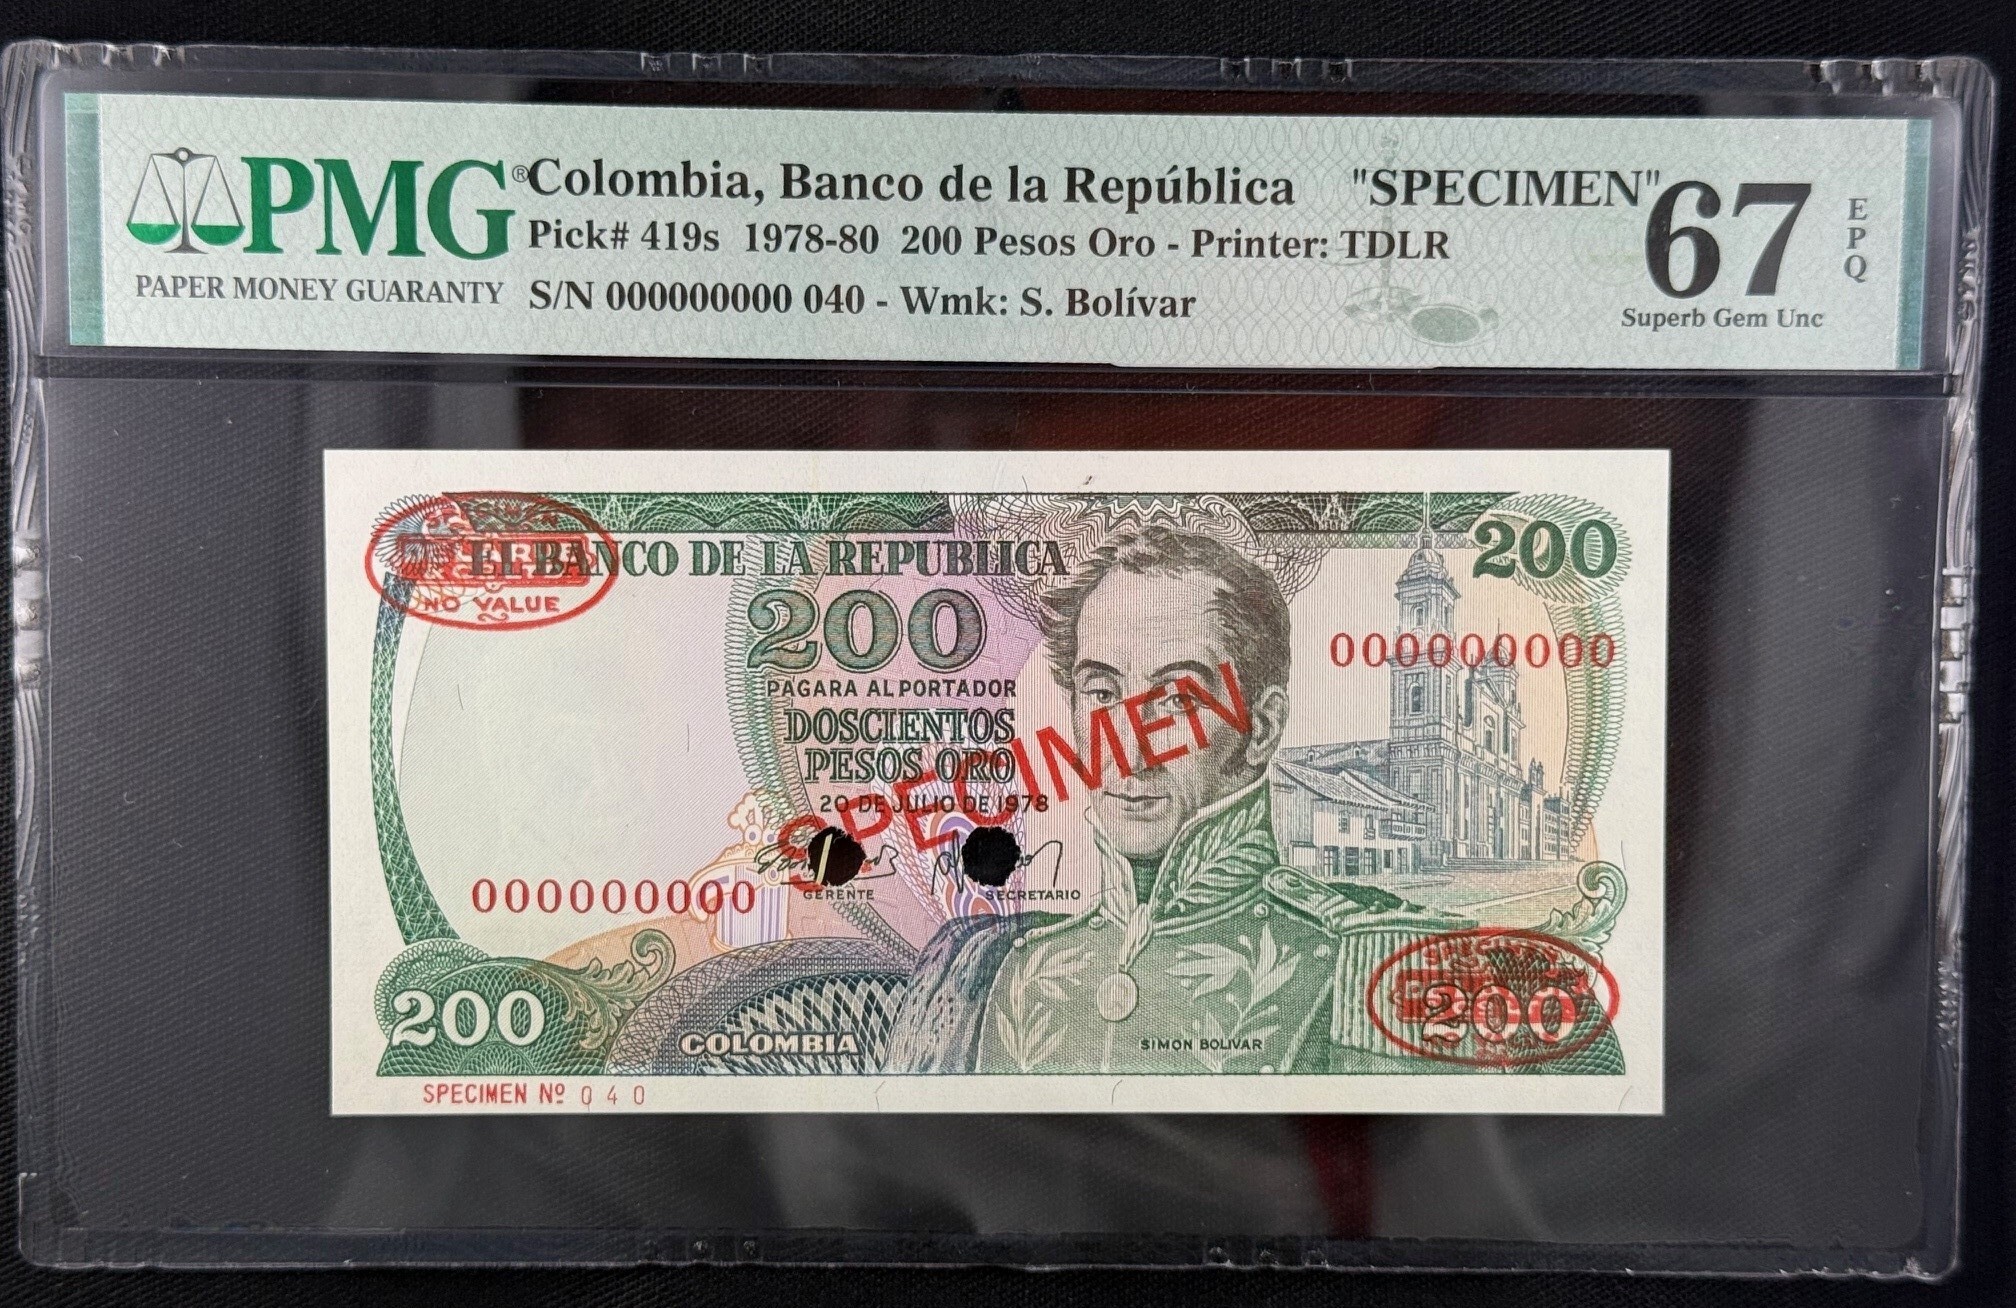 PMG® Colombia, Banco de la República "SPECIMEN"
Pick# 419s 1978-80 200 Pesos Oro - Printer: TDLR
S/N 000000000 040 - Wmk: S. Bolívar
PAPER MONEY GUARANTY
67
EPQ
Superb Gem Unc
SPECIMEN
NO VALUE
EL BANCO DE LA REPUBLICA
200
200
000000000
PAGARA AL PORTADOR
DOSCIENTOS
PESOS ORO
20 DE JULIO DE 1978
SPECIMEN
GERENTE
SECRETARIO
000000000
200
COLOMBIA
SIMON BOLIVAR
SPECIMEN
200
SPECIMEN Nº 040